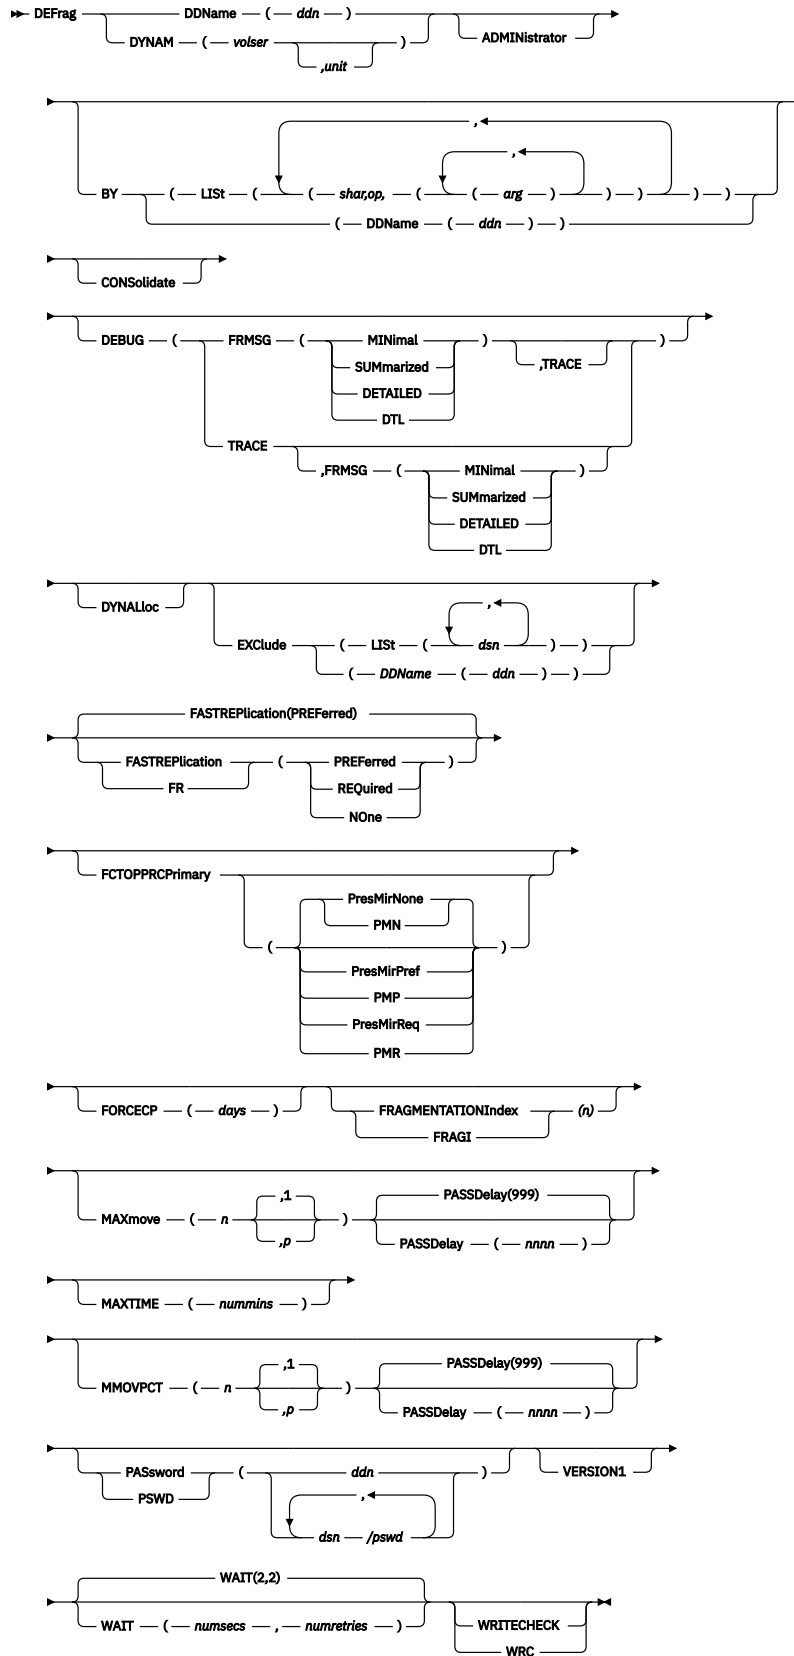 DEFrag DDName ( ddn )
DYNAM ( volser ) ADMINistrator
,unit
,
,
BY ( LISt ( ( shar,op, ( ( arg ) ) ) ) )
( DDName ( ddn ) )
CONSolidate
DEBUG ( FRMSG ( MINimal ) )
SUMmarized ,TRACE
DETAILED
DTL
TRACE
,FRMSG ( MINimal )
SUMmarized
DETAILED
DTL
DYNALloc ,
EXClude ( LISt ( dsn ) )
( DDName ( ddn ) )
FASTREPlication(PREFerred)
FASTREPlication ( PREFerred )
FR REQuired
NOne
FCTOPPRCPrimary
PresMirNone
PMN
( )
PresMirPref
PMP
PresMirReq
PMR
FORCECP ( days ) FRAGMENTATIONIndex (n)
FRAGI
,1 PASSDelay(999)
MAXmove ( n )
,p PASSDelay ( nnnn )
MAXTIME ( nummins )
,1 PASSDelay(999)
MMOVPCT ( n )
,p PASSDelay ( nnnn )
PASsword ( ddn ) VERSION1
PSWD ,
dsn /pswd
WAIT(2,2)
WAIT ( numsecs , numretries ) WRITECHECK
WRC